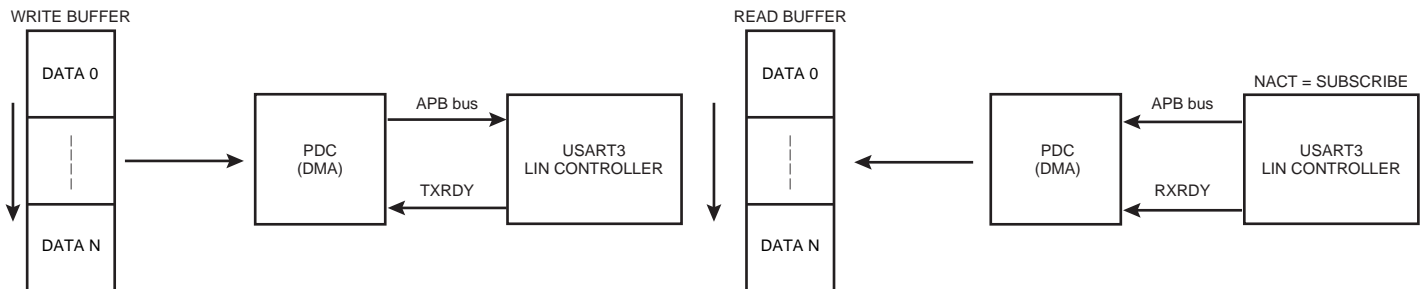 WRITE BUFFER
DATA 0
DATA N
PDC
(DMA)
APB bus
TXRDY
USART3
LIN CONTROLLER
READ BUFFER
DATA 0
DATA N
PDC
(DMA)
APB bus
RXRDY
NACT = SUBSCRIBE
USART3
LIN CONTROLLER